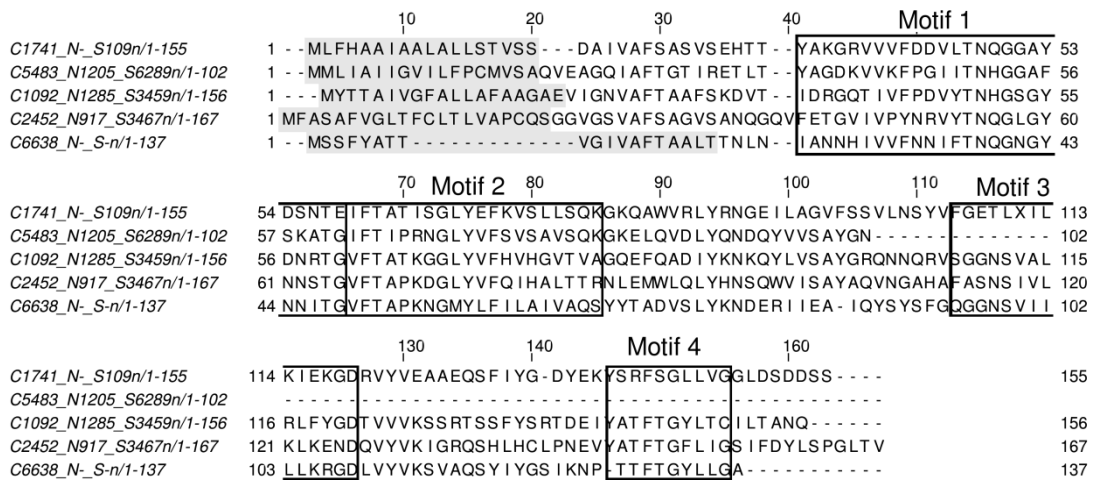 10 20 30 40 Motif 1
C1741_N-_S109n/1-155 1 - - MLFHAAIAALALLSTVSS - - - DAIVAFSASVSEHTT - - YAKGRVVVFDDVLTNQGGAY 53
C5483_N1205_S6289n/1-102 1 - - MMLIAIIGVILFPCMVSAQVEAGQIAFTGTIRETLT - - YAGDKVVKFPGIITNHGGAF 56
C1092_N1285_S3459n/1-156 1 - - - MYTTAIVGFALLAFAAGAEVIGNVAFTAAFSKDVT - - IDRGQTIVFPDVYTNHGSGY 55
C2452_N917_S3467n/1-167 1 MFASAFVGLTFCLTLVAPCQSGGVGSVAFSAGVSANQGQVFETGVIVPYNRVYTNQGLGY 60
C6638_N-_S-n/1-137 1 - - MSSFYATT - - - - - - - - - - - - - VGIVAFTAALTTNLN - - IANNHIVVFNNIFTNQGNGY 43
70 Motif 2 80 90 100 110 Motif 3
C1741_N-_S109n/1-155 54 DSNTEIFTATISGLYEFKVSLLSQKGKQAWVRLYRNGEILAGVFSSVLNSYVFGETLXIL 113
C5483_N1205_S6289n/1-102 57 SKATGIFTIPRNGLYVFSVSAVSQKGKELQVDLYQNDQYVVSAYGN - - - - - - - - - - - - - - 102
C1092_N1285_S3459n/1-156 56 DNRTGVFTATKGGLYVFHVHGVTVAGQEFQADIYKNKQYLVSAYGRQNNQRVSGGNSVAL 115
C2452_N917_S3467n/1-167 61 NNSTGVFTAPKDGLYVFQIHALTTRNLEMWLQLYHNSQWVISAYAQVNGAHAFASNSIVL 120
C6638_N-_S-n/1-137 44 NNITGVFTAPKNGMYLFILAIVAQSYYTADVSLYKNDERIIEA - IQYSYSFGQGGNSVII 102
130 140 Motif 4 160
C1741_N-_S109n/1-155 114 KIEKGDRVYVEAAEQSFIYG - DYEKYSRFSGLLVGGLDSDDSS - - - - 155
C5483_N1205_S6289n/1-102 - - - - - - - - - - - - - - - - - - - - - - - - - - - - - - - - - - - - - - - - - - - - - - - 102
C1092_N1285_S3459n/1-156 116 RLFYGDTVVVKSSRTSSFYSRTDEIYATFTGYLTCILTANQ - - - - - - 156
C2452_N917_S3467n/1-167 121 KLKENDQVYVKIGRQSHLHCLPNEVYATFTGFLIGSIFDYLSPGLTV 167
C6638_N-_S-n/1-137 103 LLKRGDLVYVKSVAQSYIYGSIKNP - TTFTGYLLGA - - - - - - - - - - - 137